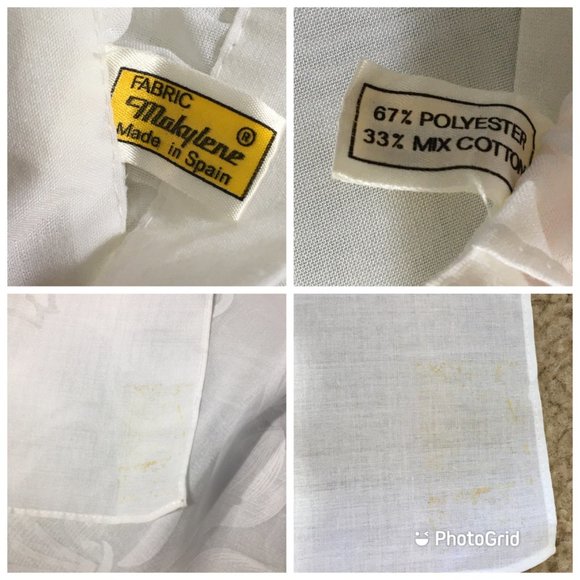 FABRIC
Makylene ®
Made in Spain
67% POLYESTER
33% MIX COTTON
PhotoGrid